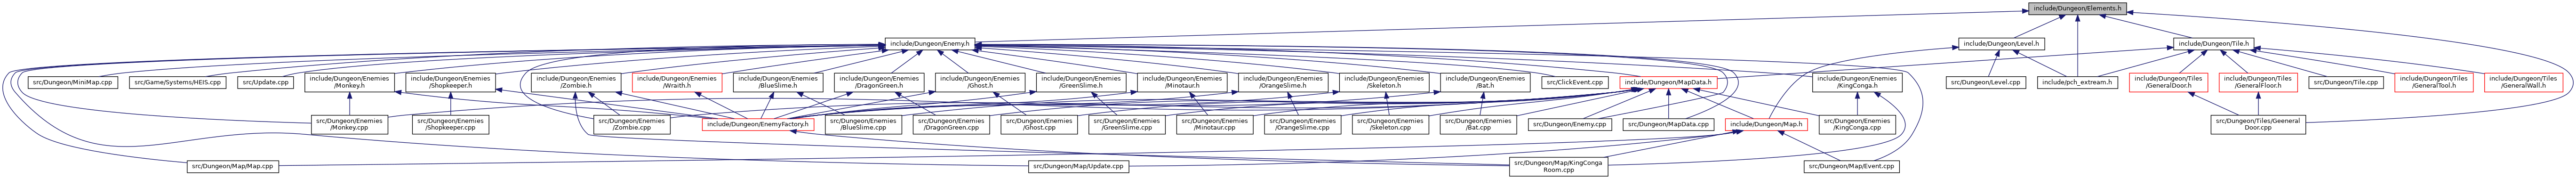 include/Dungeon/Elements.h
include/Dungeon/Enemy.h
include/Dungeon/Level.h
include/Dungeon/Tile.h
src/Dungeon/MiniMap.cpp
src/Game/Systems/HEIS.cpp
src/Update.cpp
include/Dungeon/Enemies
/Monkey.h
include/Dungeon/Enemies
/Shopkeeper.h
include/Dungeon/Enemies
/Zombie.h
include/Dungeon/Enemies
/Wraith.h
include/Dungeon/Enemies
/BlueSlime.h
include/Dungeon/Enemies
/DragonGreen.h
include/Dungeon/Enemies
/Ghost.h
include/Dungeon/Enemies
/GreenSlime.h
include/Dungeon/Enemies
/Minotaur.h
include/Dungeon/Enemies
/OrangeSlime.h
include/Dungeon/Enemies
/Skeleton.h
include/Dungeon/Enemies
/Bat.h
src/ClickEvent.cpp
include/Dungeon/MapData.h
include/Dungeon/Enemies
/KingConga.h
src/Dungeon/Level.cpp
include/pch_extream.h
include/Dungeon/Tiles
/GeneralDoor.h
include/Dungeon/Tiles
/GeneralFloor.h
src/Dungeon/Tile.cpp
include/Dungeon/Tiles
/GeneralTool.h
include/Dungeon/Tiles
/GeneralWall.h
src/Dungeon/Enemies
/Monkey.cpp
src/Dungeon/Enemies
/Shopkeeper.cpp
src/Dungeon/Enemies
/Zombie.cpp
include/Dungeon/EnemyFactory.h
src/Dungeon/Enemies
/BlueSlime.cpp
src/Dungeon/Enemies
/DragonGreen.cpp
src/Dungeon/Enemies
/Ghost.cpp
src/Dungeon/Enemies
/GreenSlime.cpp
src/Dungeon/Enemies
/Minotaur.cpp
src/Dungeon/Enemies
/OrangeSlime.cpp
src/Dungeon/Enemies
/Skeleton.cpp
src/Dungeon/Enemies
/Bat.cpp
src/Dungeon/Enemy.cpp
src/Dungeon/MapData.cpp
include/Dungeon/Map.h
src/Dungeon/Enemies
/KingConga.cpp
src/Dungeon/Tiles/Geeneral
Door.cpp
src/Dungeon/Map/Map.cpp
src/Dungeon/Map/Update.cpp
src/Dungeon/Map/KingConga
Room.cpp
src/Dungeon/Map/Event.cpp